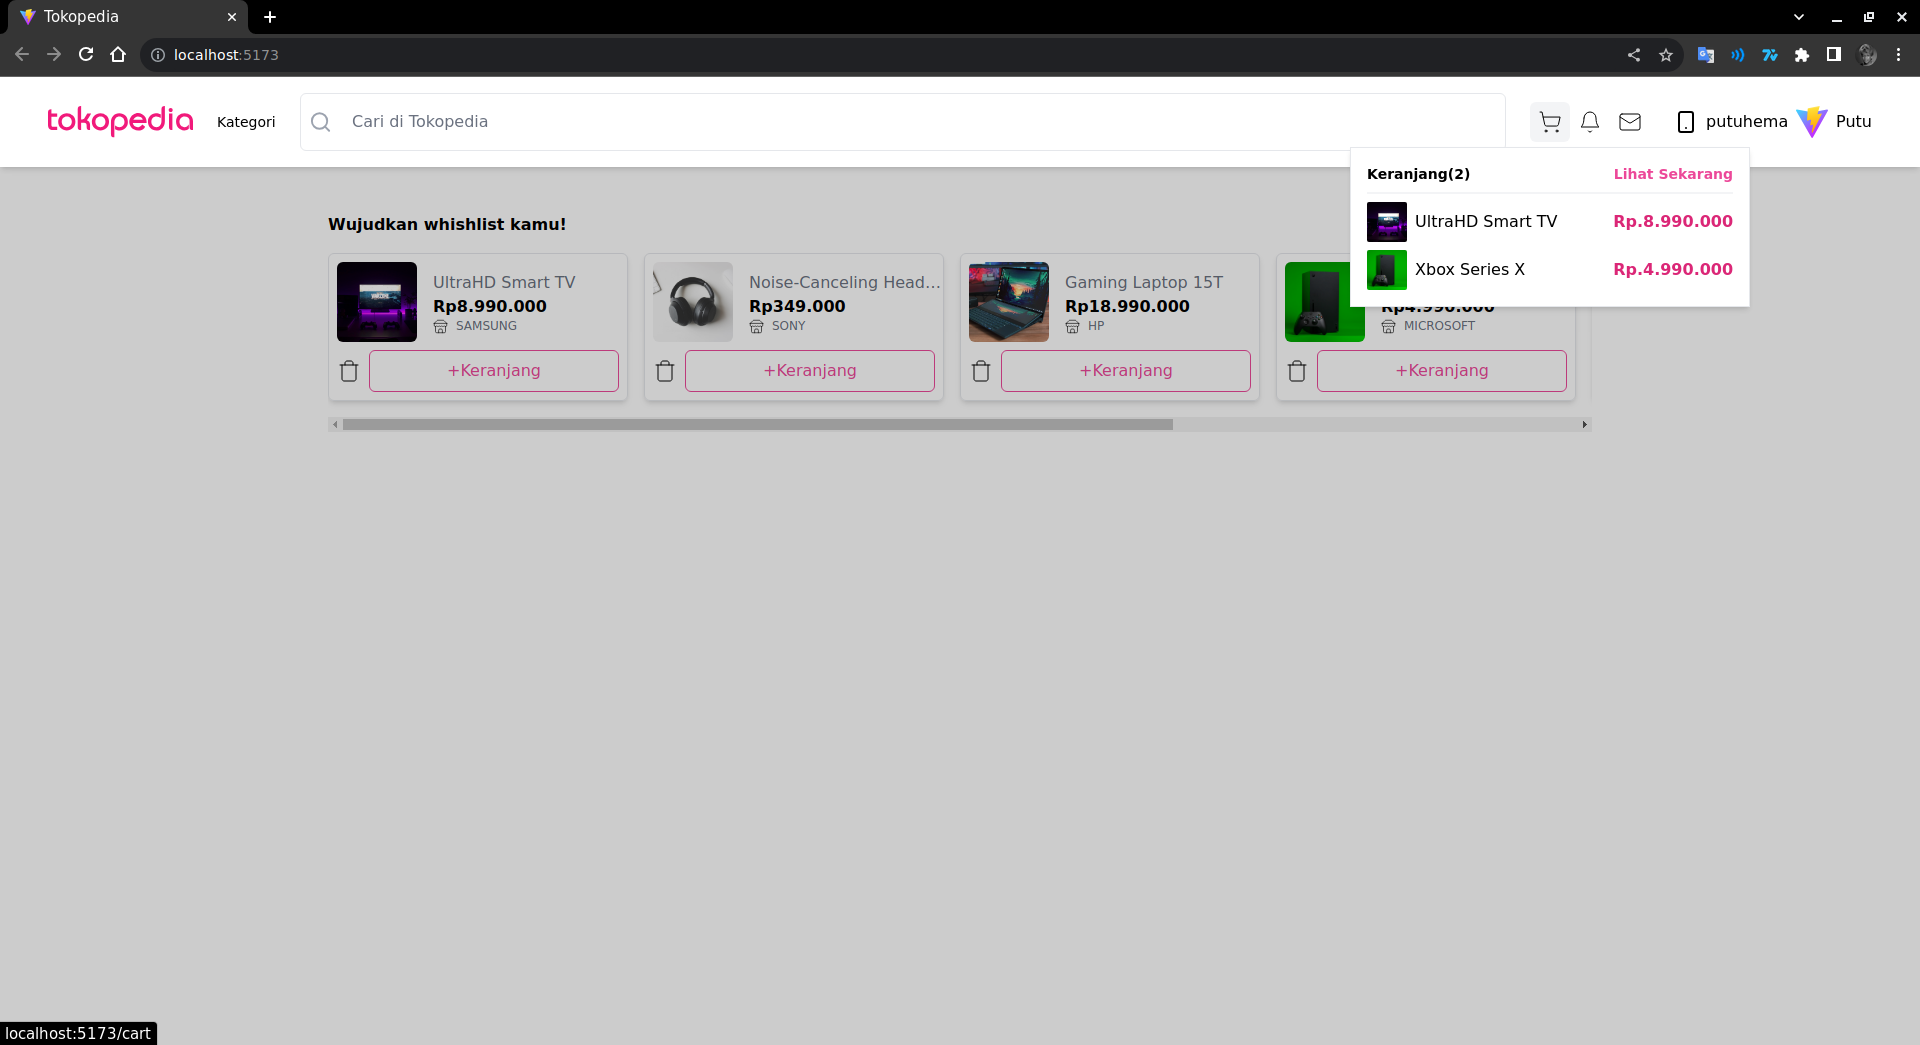 Tokopedia
localhost:5173
tokopedia
Kategori
Cari di Tokopedia
putuhema
Putu
Keranjang(2) Lihat Sekarang
UltraHD Smart TV Rp.8.990.000
Xbox Series X Rp.4.990.000
Wujudkan whishlist kamu!
UltraHD Smart TV
Rp8.990.000
SAMSUNG
+Keranjang
Noise-Canceling Head...
Rp349.000
SONY
+Keranjang
Gaming Laptop 15T
Rp18.990.000
HP
+Keranjang
Rp4.990.000
MICROSOFT
+Keranjang
localhost:5173/cart